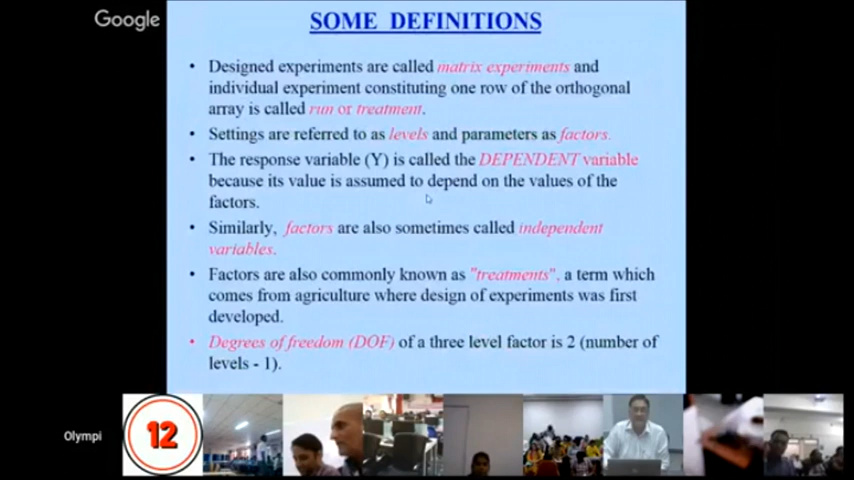 Google
SOME DEFINITIONS
• Designed experiments are called matrix experiments and
individual experiment constituting one row of the orthogonal
array is called run or treatment.
• Settings are referred to as levels and parameters as factors.
• The response variable (Y) is called the DEPENDENT variable
because its value is assumed to depend on the values of the
factors.
• Similarly, factors are also sometimes called independent
variables.
• Factors are also commonly known as "treatments", a term which
comes from agriculture where design of experiments was first
developed.
• Degrees of freedom (DOF) of a three level factor is 2 (number of
levels - 1).
Olympi
12